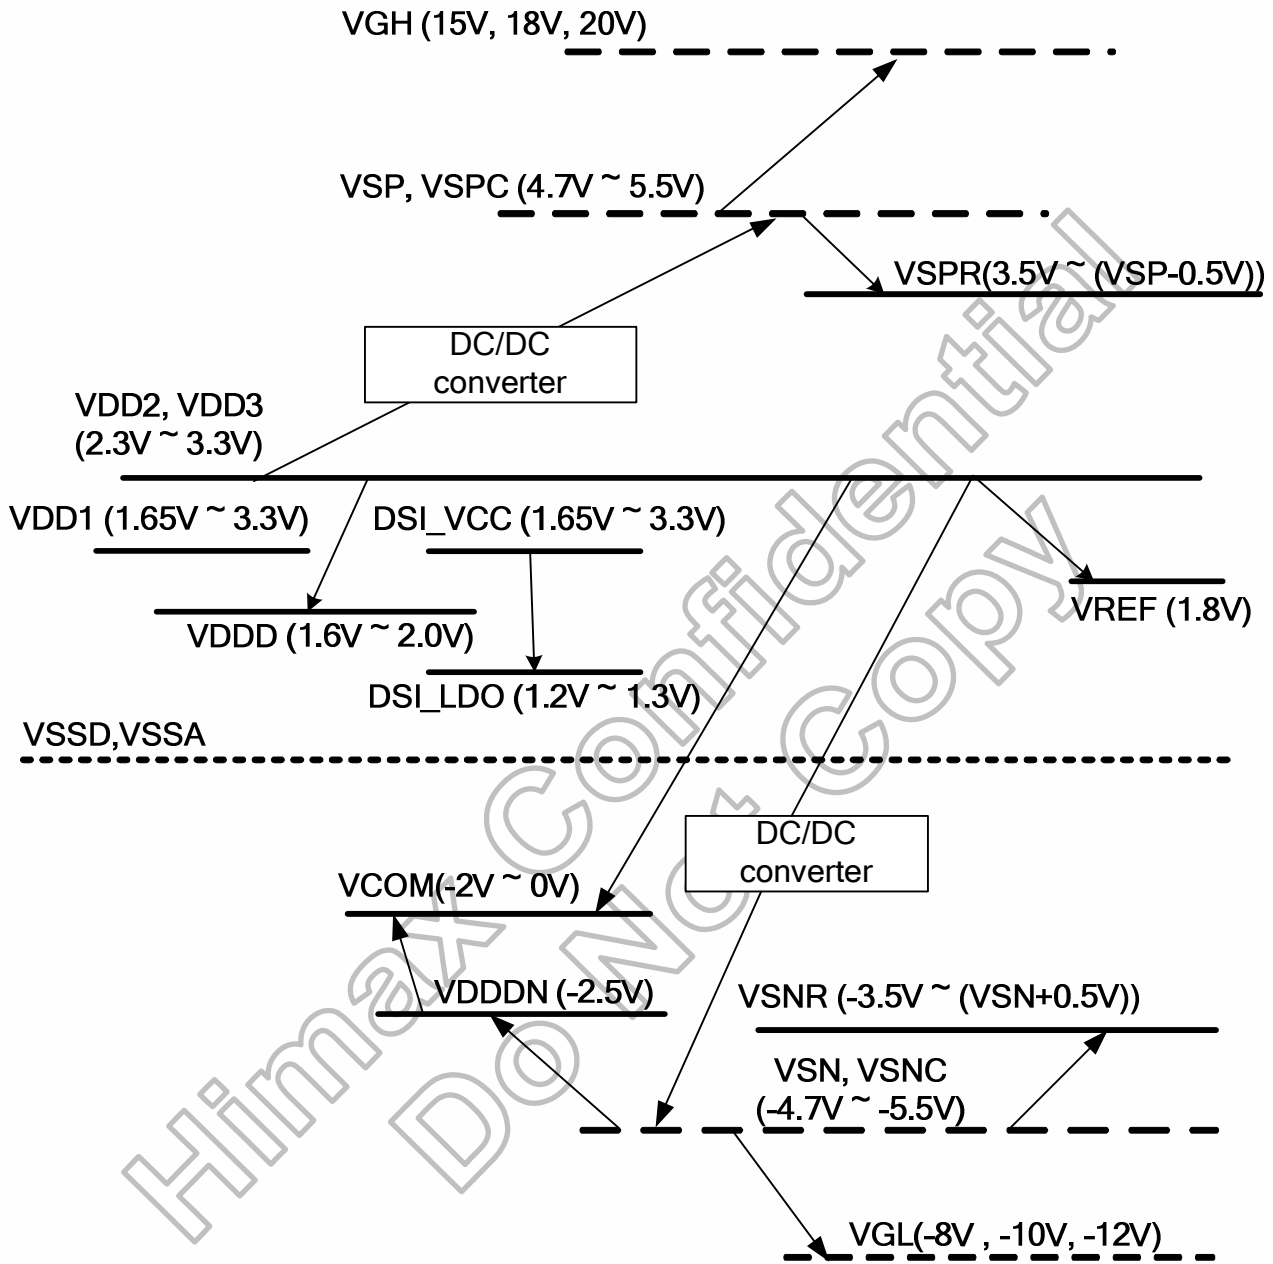 VGH (15V, 18V, 20V)
VSP, VSPC (4.7V ~ 5.5V)
VSPR(3.5V ~ (VSP-0.5V))
DC/DC
converter
VDD2, VDD3
(2.3V ~ 3.3V)
VDD1 (1.65V ~ 3.3V)
DSI_VCC (1.65V ~ 3.3V)
VREF (1.8V)
VDDD (1.6V ~ 2.0V)
DSI_LDO (1.2V ~ 1.3V)
VSSD,VSSA
DC/DC
converter
VCOM(-2V ~ 0V)
VDDDN (-2.5V)
VSNR (-3.5V ~ (VSN+0.5V))
VSN, VSNC
(-4.7V ~ -5.5V)
VGL(-8V , -10V, -12V)
Himax Confidential
Do Not Copy